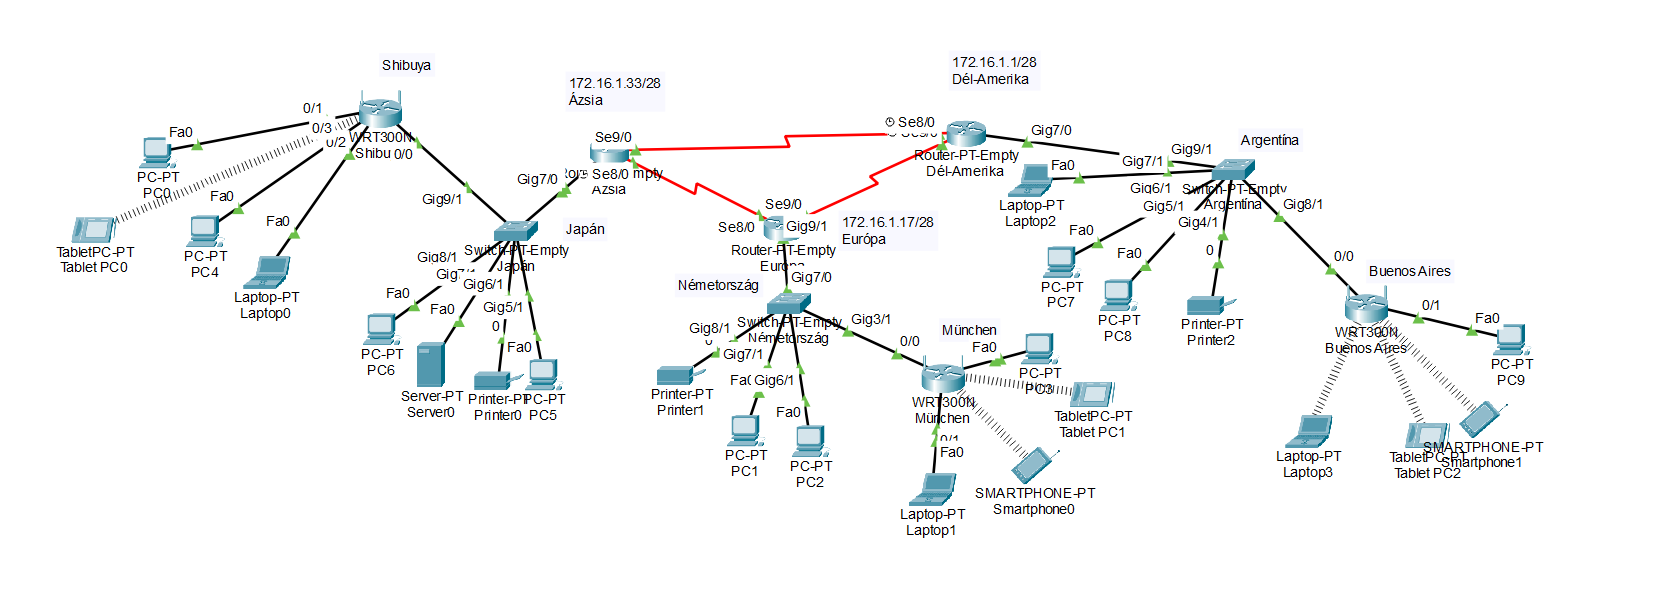 Shibuya
0/1
0/3
0/2
WRT300N
Shibu
0/0
Fa0
PC-PT
PC0
Fa0
PC-PT
PC4
TabletPC-PT
Tablet PC0
Fa0
Laptop-PT
Laptop0
Gig9/1
172.16.1.33/28
Ázsia
Se9/0
Se8/0
Ázsia
Gig7/0
Japán
Switch-PT-Empty
Japán
Gig8/1
Gig6/1
Gig5/1
Fa0
Fa0
0
Fa0
PC-PT
PC6
Server-PT
Server0
Printer-PT
Printer0
PC-PT
PC5
172.16.1.1/28
Dél-Amerika
Se8/0
Se9/0
Gig7/0
Router-PT-Empty
Dél-Amerika
Se9/0
Se8/0
Gig9/1
172.16.1.17/28
Európa
Router-PT-Empty
Gig7/0
Németország
Switch-PT-Empty
Németország
Gig8/1
Gig7/1
Gig6/1
Gig3/1
Fa0
Printer-PT
Printer1
PC-PT
PC1
PC-PT
PC2
0/0
München
Fa0
WRT300N
München
PC-PT
PC3
TabletPC-PT
Tablet PC1
0/1
Fa0
SMARTPHONE-PT
Smartphone0
Laptop-PT
Laptop1
Argentína
Gig9/1
Gig7/1
Gig6/1
Gig5/1
Gig4/1
Gig8/1
Switch-PT-Empty
Argentína
Fa0
Laptop-PT
Laptop2
Fa0
PC-PT
PC7
Fa0
PC-PT
PC8
0
Printer-PT
Printer2
0/0
Buenos Aires
0/1
Fa0
WRT300N
Buenos Aires
PC-PT
PC9
Laptop-PT
Laptop3
TabletPC-PT
Tablet PC2
SMARTPHONE-PT
Smartphone1